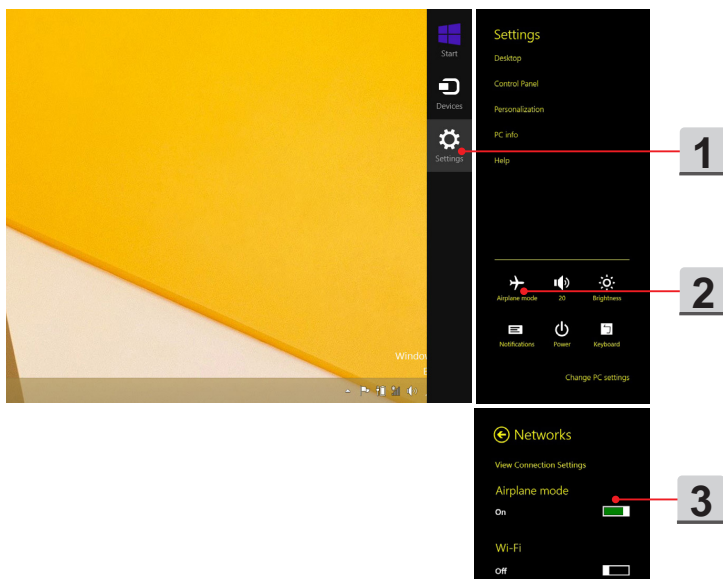 Start
Devices
Settings
Windo
Settings
Desktop
Control Panel
Personalization
PC info
Help
Airplane mode
20
Brightness
Notifications
Power
Keyboard
Change PC settings
1
2
Networks
View Connection Settings
Airplane mode
On
Wi-Fi
Off
3